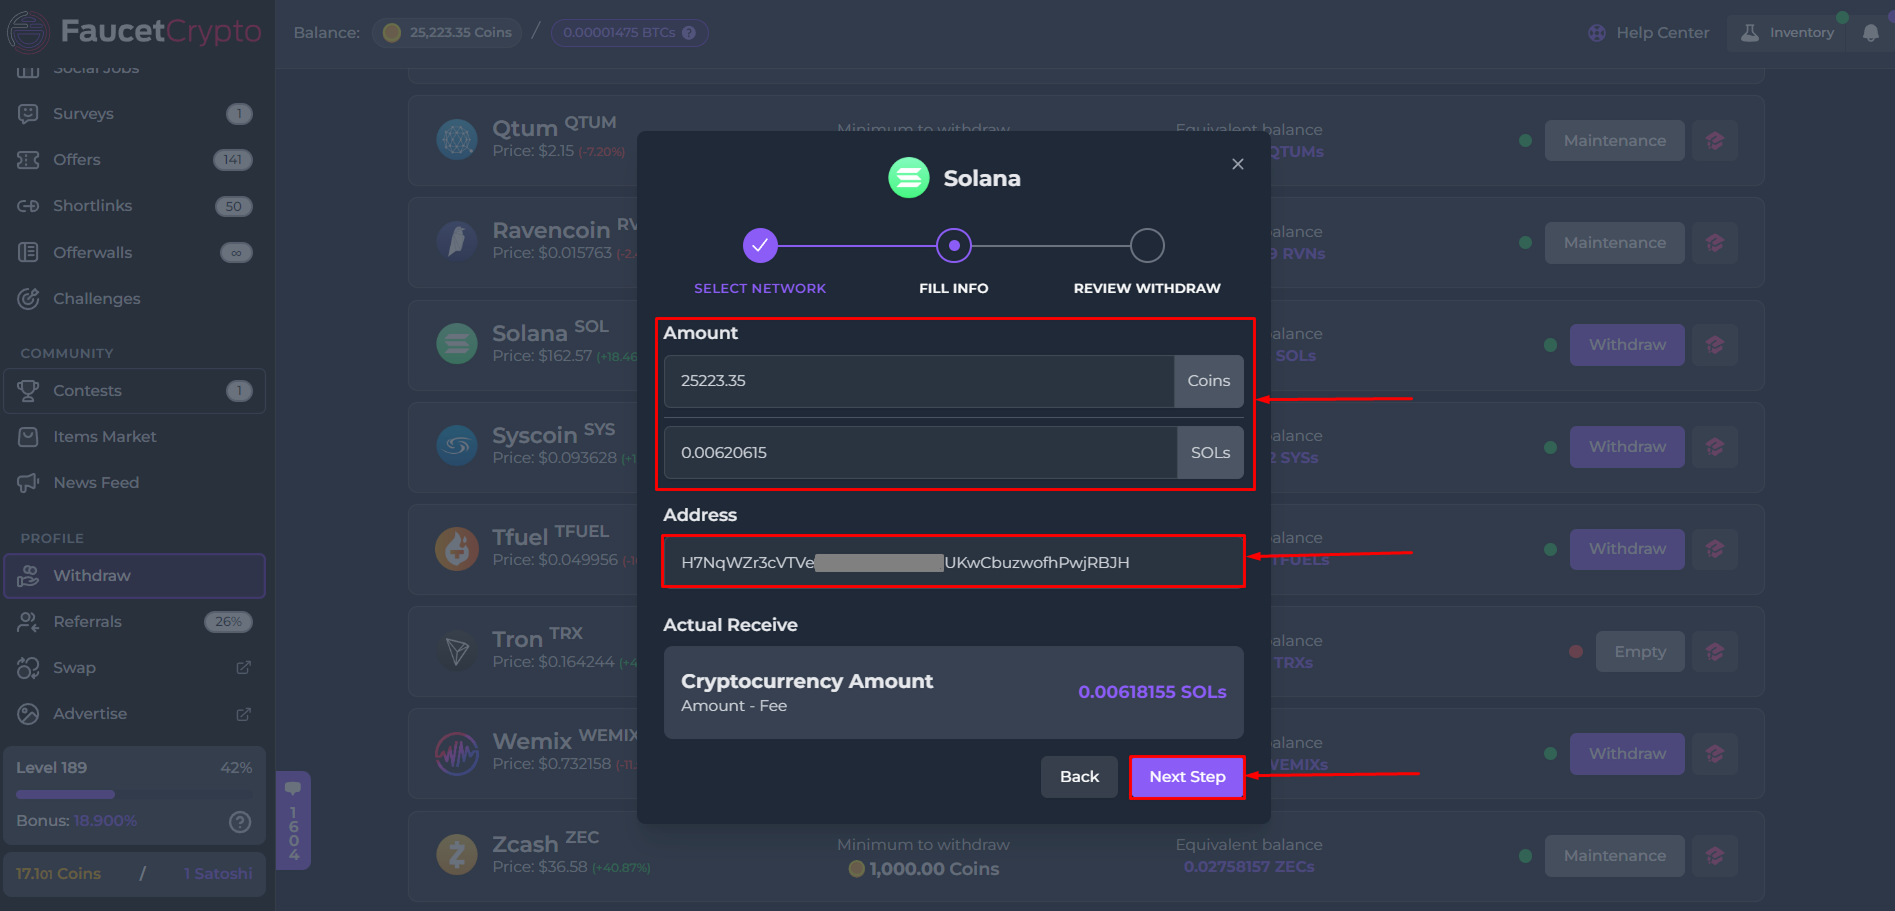 FaucetCrypto
Balance:
25,223.35 Coins
/
0.00001475 BTCs
?
Help Center
Inventory
Social Jobs
Surveys
1
Offers
141
Shortlinks
50
Offerwalls
∞
Challenges
COMMUNITY
Contests
1
Items Market
News Feed
PROFILE
Withdraw
Referrals
26%
Swap
Advertise
Level 189
42%
Bonus: 18.900%
?
17.101 Coins / 1 Satoshi
1604
Qtum QTUM
Price: $2.15 (-7.20%)
Minimum to withdraw
Equivalent balance
QTUMs
Maintenance
Ravencoin
Price: $0.015763
alance
RVNs
Maintenance
Solana SOL
Price: $162.57 (+18.46
alance
SOLs
Withdraw
Syscoin SYS
Price: $0.093628
alance
SYSs
Withdraw
Tfuel TFUEL
Price: $0.049956
alance
TFUELs
Withdraw
Tron TRX
Price: $0.164244
alance
TRXs
Empty
Wemix WEMIX
Price: $0.732158
alance
WEMIXs
Withdraw
Zcash ZEC
Price: $36.58 (+40.87%)
Minimum to withdraw
1,000.00 Coins
Equivalent balance
0.02758157 ZECs
Maintenance
Solana
SELECT NETWORK
FILL INFO
REVIEW WITHDRAW
Amount
25223.35
Coins
0.00620615
SOLs
Address
H7NqWZr3cVTVe
UKwCbuzwofhPwjRBJH
Actual Receive
Cryptocurrency Amount
Amount - Fee
0.00618155 SOLs
Back
Next Step